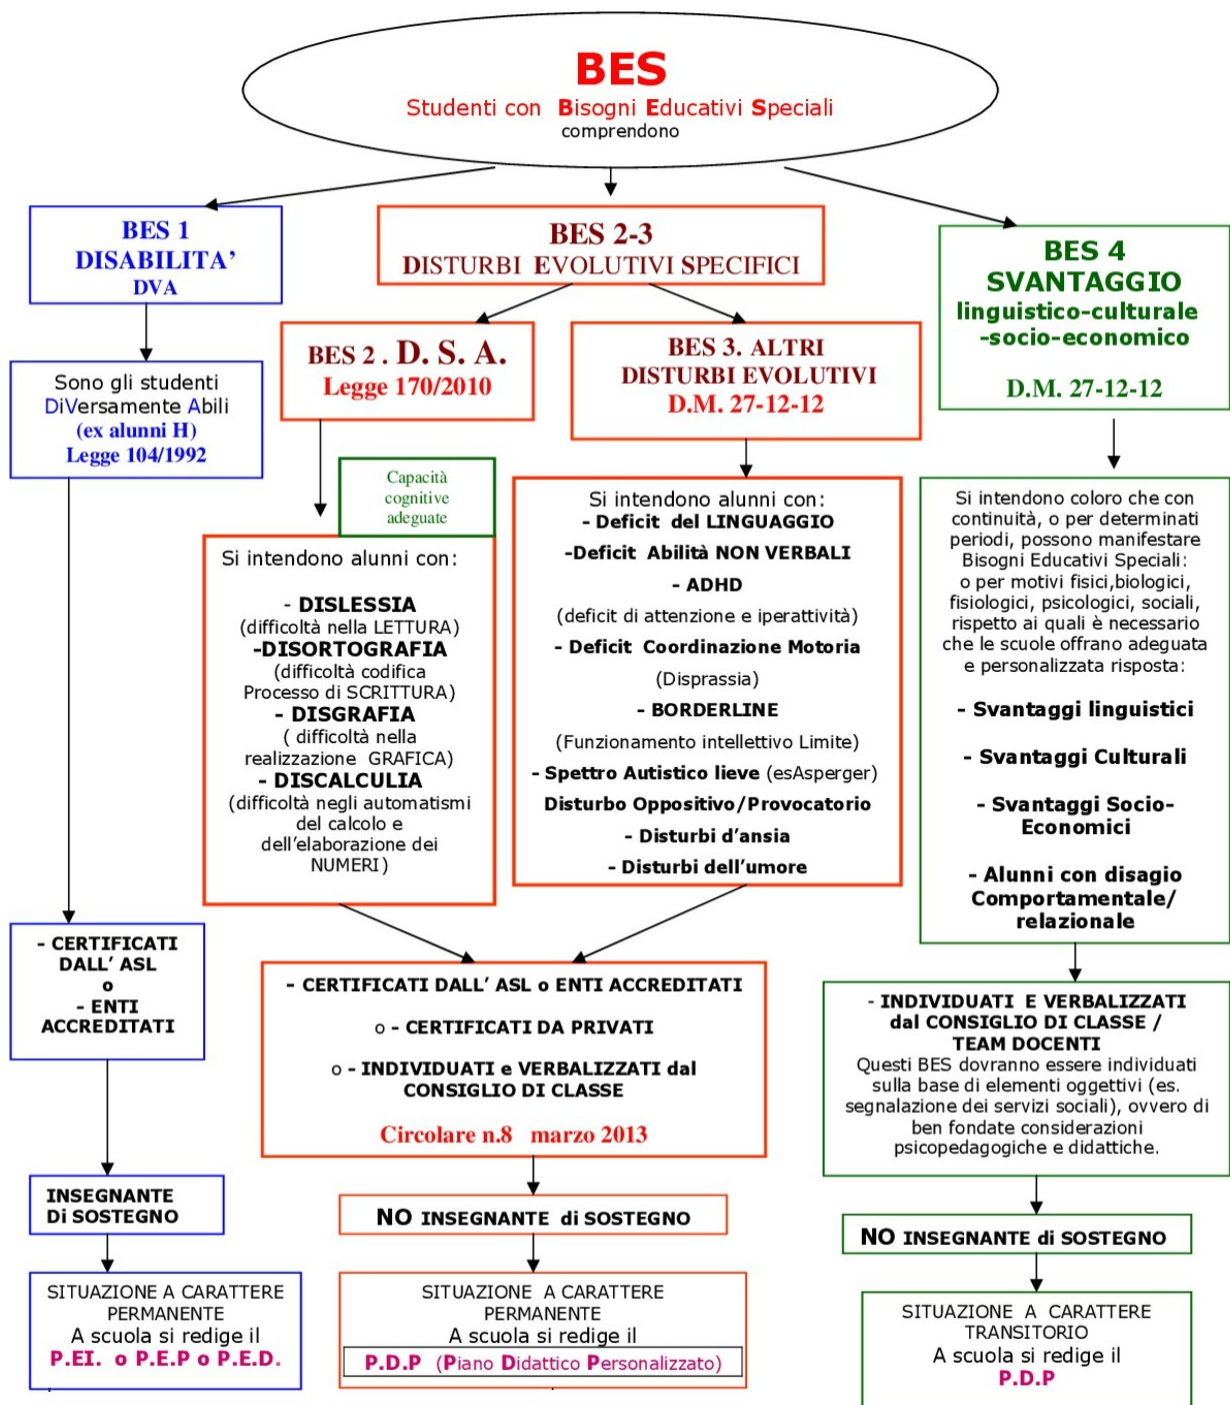 BES
Studenti con Bisogni Educativi Speciali
comprendono
BES 1
DISABILITA’
DVA
Sono gli studenti
DiVersamente Abili
(ex alunni H)
Legge 104/1992
- CERTIFICATI
DALL’ ASL
o
- ENTI
ACCREDITATI
INSEGNANTE
Di SOSTEGNO
SITUAZIONE A CARATTERE
PERMANENTE
A scuola si redige il
P.EI. o P.E.P o P.E.D.
BES 2-3
DISTURBI EVOLUTIVI SPECIFICI
BES 2 . D. S. A.
Legge 170/2010
Capacità
cognitive
adeguate
Si intendono alunni con:
- DISLESSIA
(difficoltà nella LETTURA)
-DISORTOGRAFIA
(difficoltà codifica
Processo di SCRITTURA)
- DISGRAFIA
( difficoltà nella
realizzazione GRAFICA)
- DISCALCULIA
(difficoltà negli automatismi
del calcolo e
dell’elaborazione dei
NUMERI)
BES 3. ALTRI
DISTURBI EVOLUTIVI
D.M. 27-12-12
Si intendono alunni con:
- Deficit del LINGUAGGIO
-Deficit Abilità NON VERBALI
- ADHD
(deficit di attenzione e iperattività)
- Deficit Coordinazione Motoria
(Disprassia)
- BORDERLINE
(Funzionamento intellettivo Limite)
- Spettro Autistico lieve (esAsperger)
Disturbo Oppositivo/Provocatorio
- Disturbi d’ansia
- Disturbi dell’umore
- CERTIFICATI DALL’ ASL o ENTI ACCREDITATI
o - CERTIFICATI DA PRIVATI
o - INDIVIDUATI e VERBALIZZATI dal
CONSIGLIO DI CLASSE
Circolare n.8 marzo 2013
NO INSEGNANTE di SOSTEGNO
SITUAZIONE A CARATTERE
PERMANENTE
A scuola si redige il
P.D.P (Piano Didattico Personalizzato)
BES 4
SVANTAGGIO
linguistico-culturale
-socio-economico
D.M. 27-12-12
Si intendono coloro che con
continuità, o per determinati
periodi, possono manifestare
Bisogni Educativi Speciali:
o per motivi fisici,biologici,
fisiologici, psicologici, sociali,
rispetto ai quali è necessario
che le scuole offrano adeguata
e personalizzata risposta:
- Svantaggi linguistici
- Svantaggi Culturali
- Svantaggi Socio-
Economici
- Alunni con disagio
Comportamentale/
relazionale
- INDIVIDUATI E VERBALIZZATI
dal CONSIGLIO DI CLASSE /
TEAM DOCENTI
Questi BES dovranno essere individuati
sulla base di elementi oggettivi (es.
segnalazione dei servizi sociali), ovvero di
ben fondate considerazioni
psicopedagogiche e didattiche.
NO INSEGNANTE di SOSTEGNO
SITUAZIONE A CARATTERE
TRANSITORIO
A scuola si redige il
P.D.P